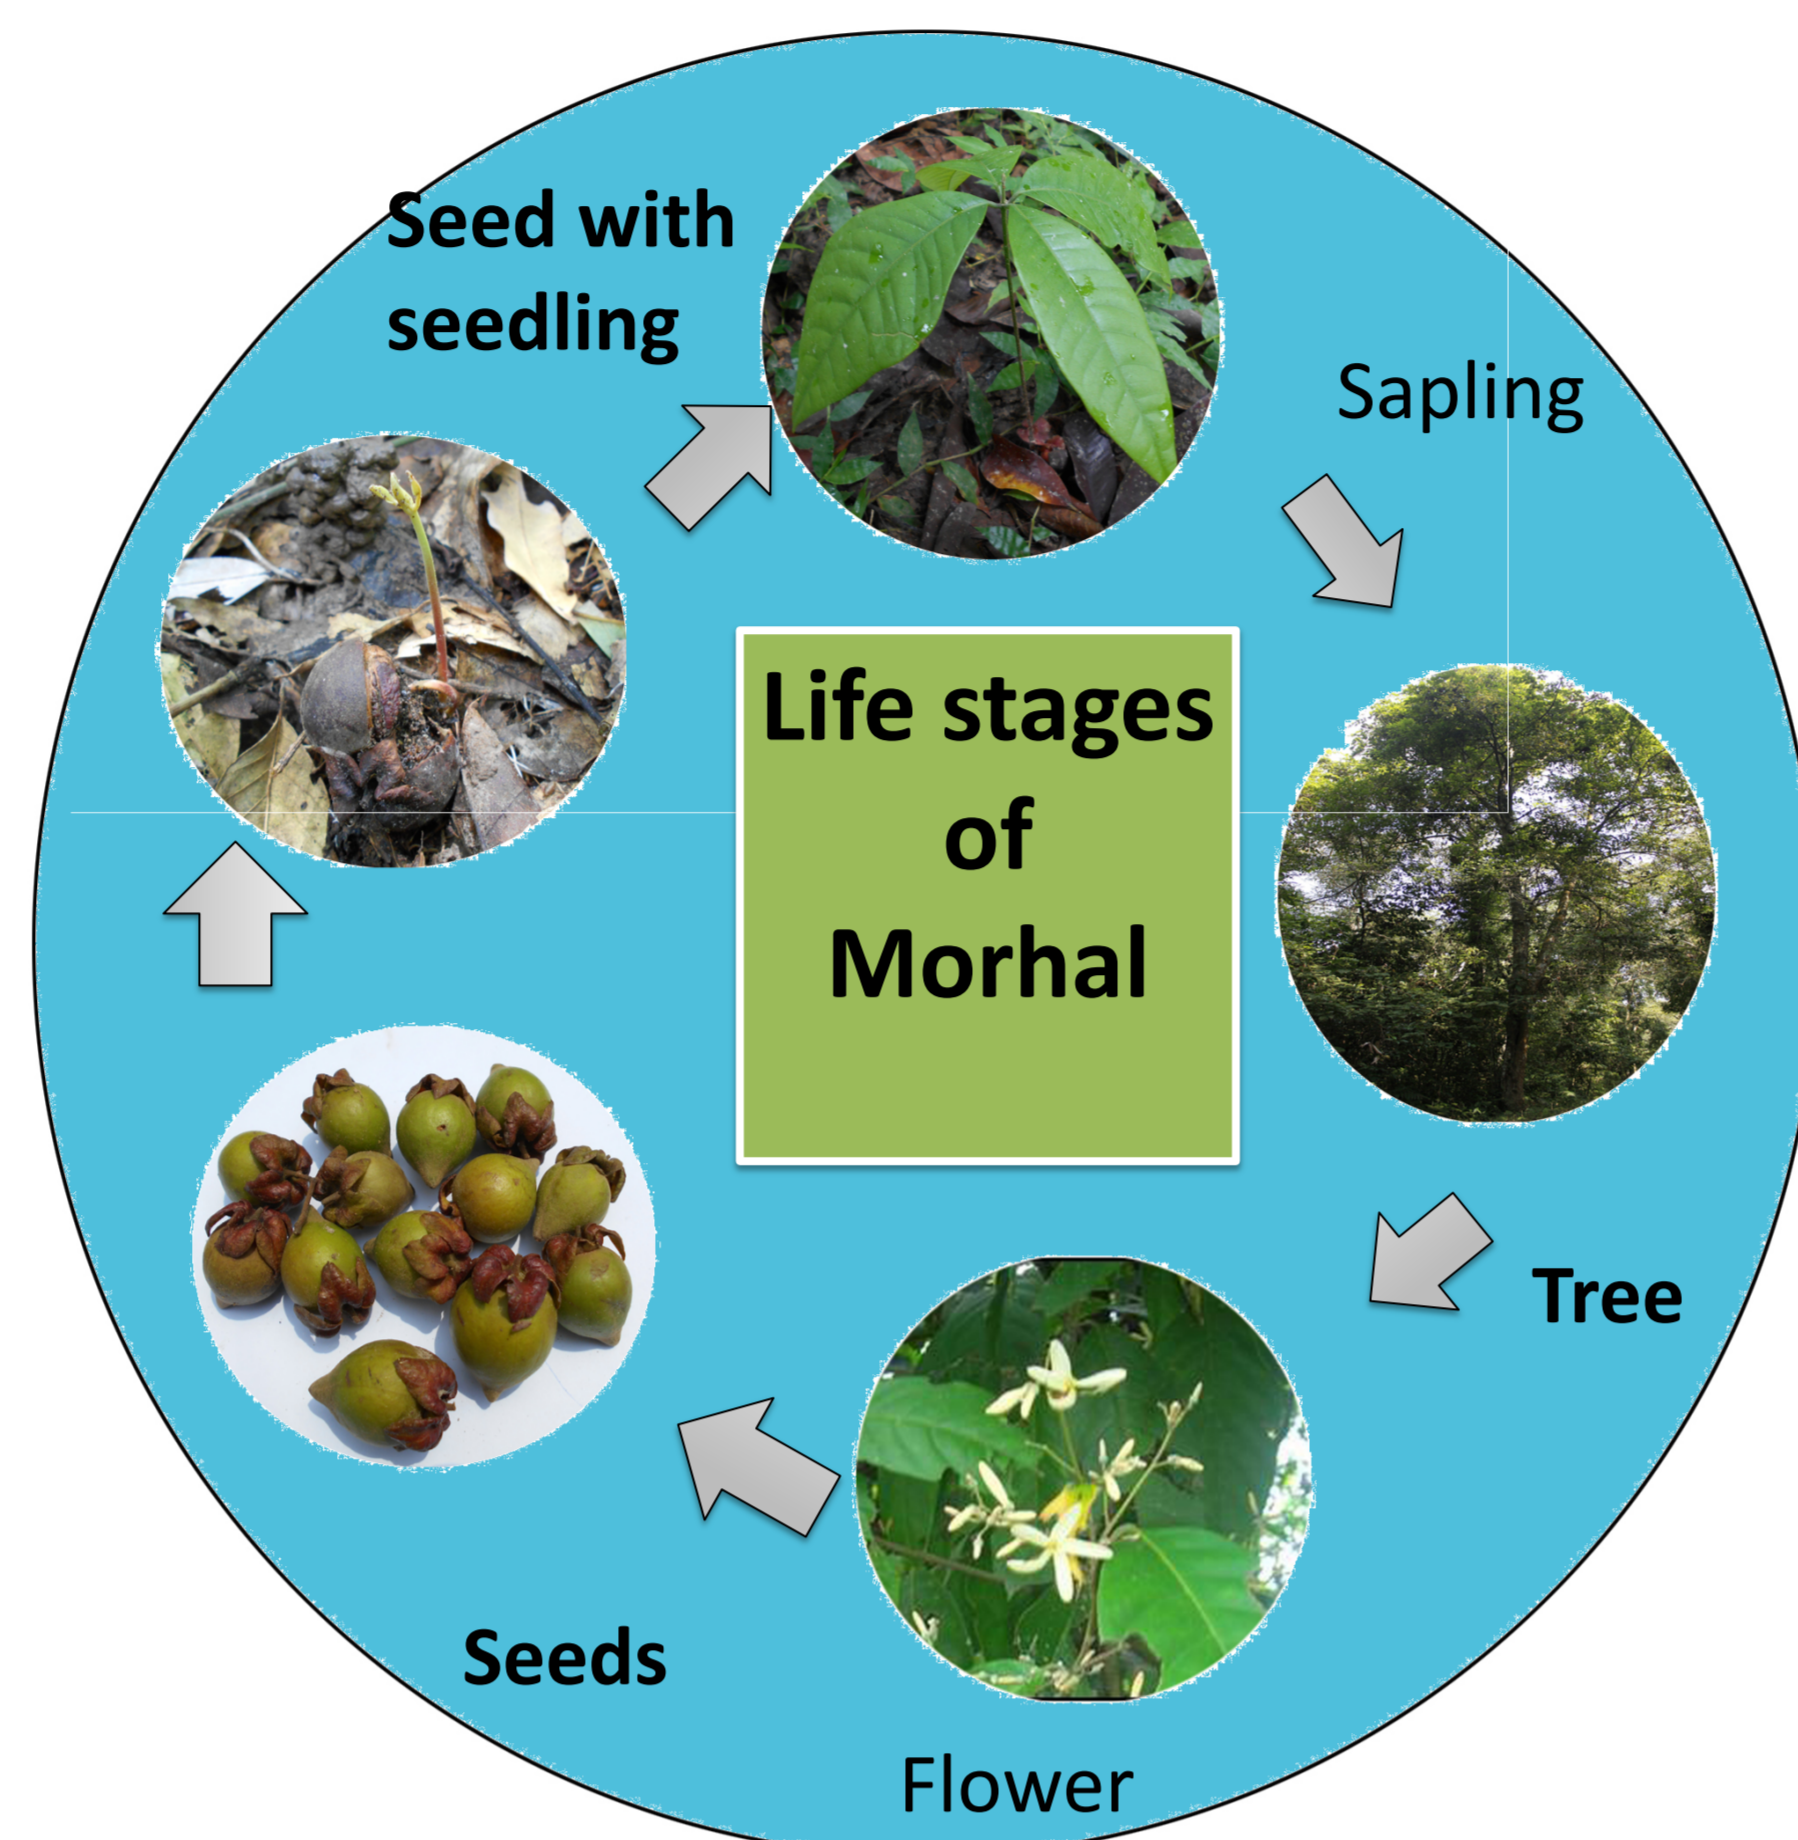 Seed with
seedling
Sapling
Life stages
of
Morhal
Tree
Seeds
Flower